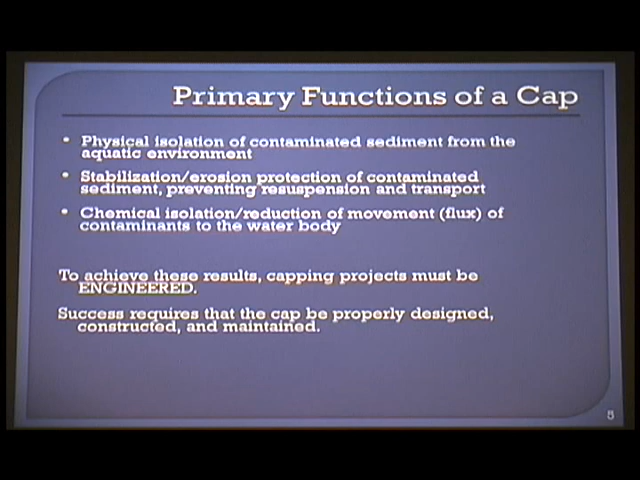 Primary Functions of a Cap
• Physical isolation of contaminated sediment from the
aquatic environment
• Stabilization/erosion protection of contaminated
sediment, preventing resuspension and transport
• Chemical isolation/reduction of movement (flux) of
contaminants to the water body
To achieve these results, capping projects must be
ENGINEERED.
Success requires that the cap be properly designed,
constructed, and maintained.
5